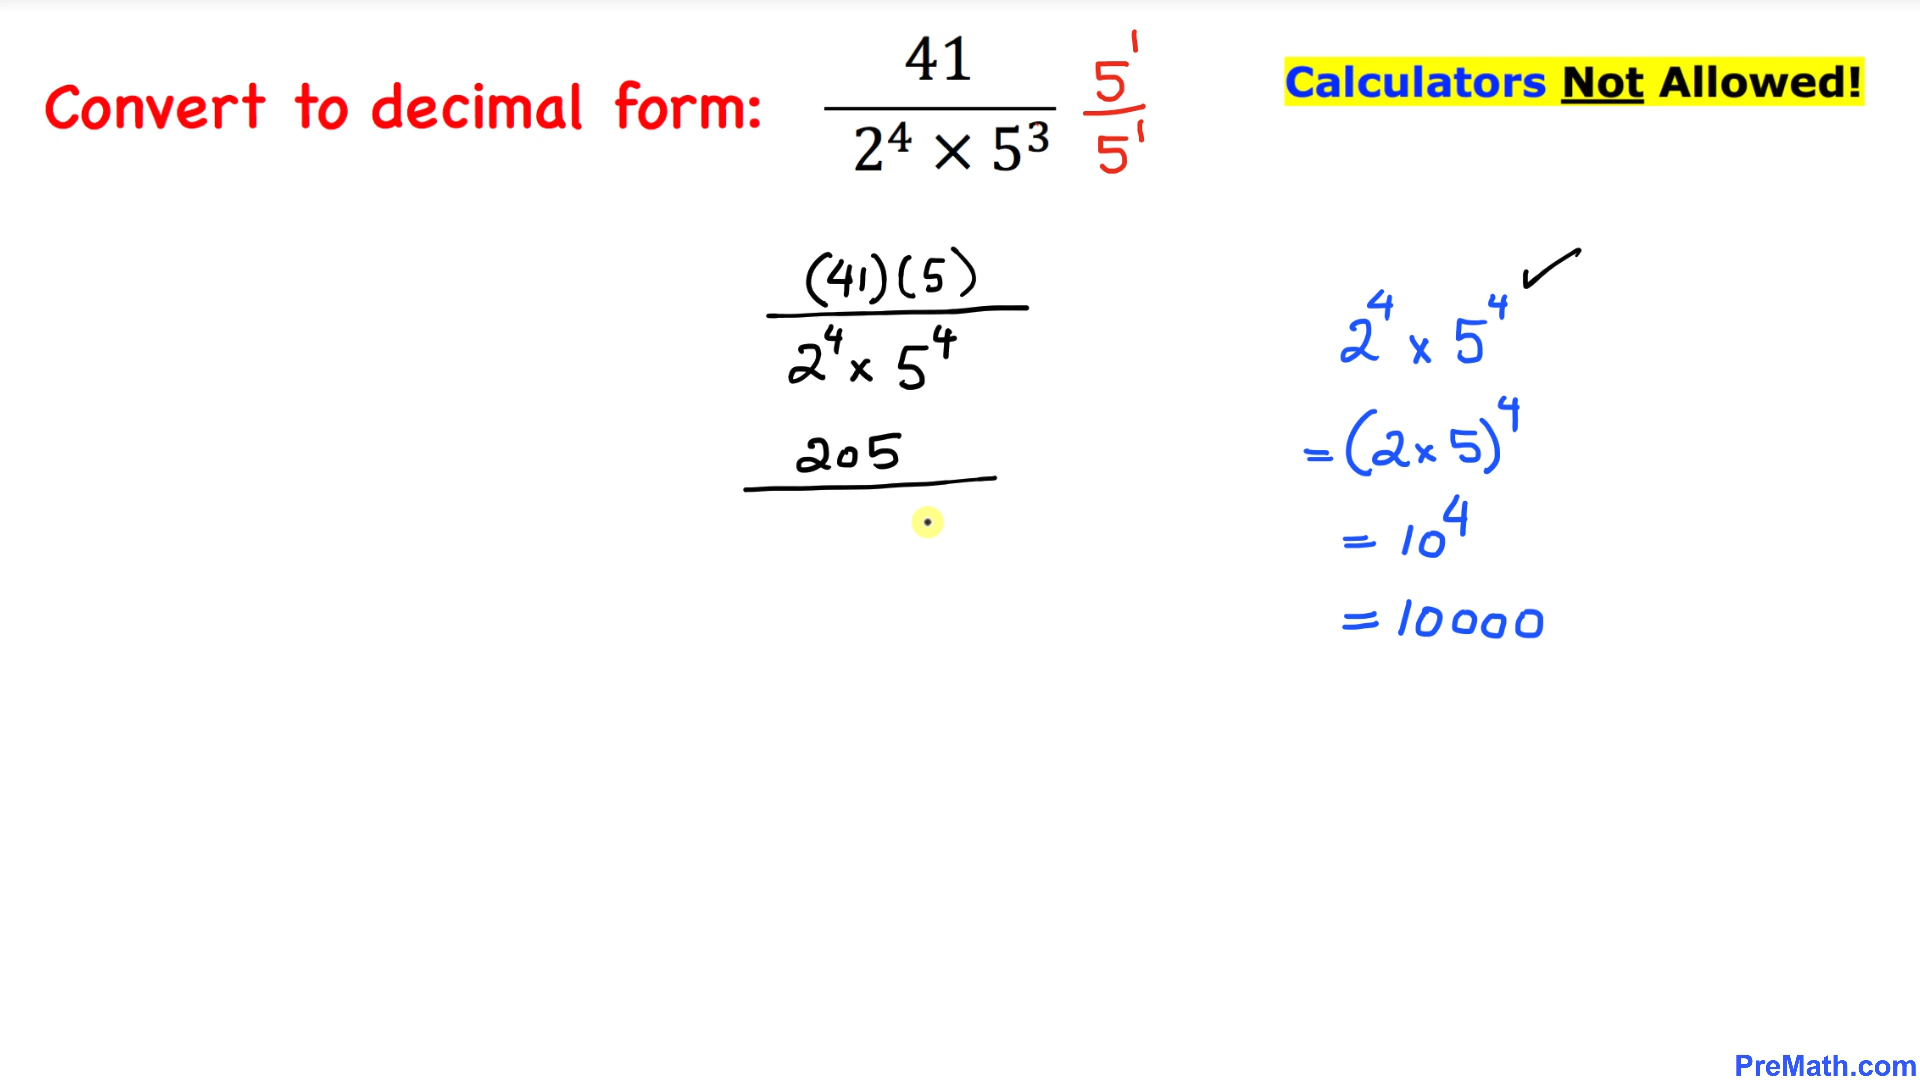 Convert to decimal form:
41
2⁴ × 5³
5¹
5¹
Calculators Not Allowed!
(41)(5)
2⁴ x 5⁴
205
2⁴ x 5⁴
= (2 x 5)⁴
= 10⁴
= 10000
PreMath.com